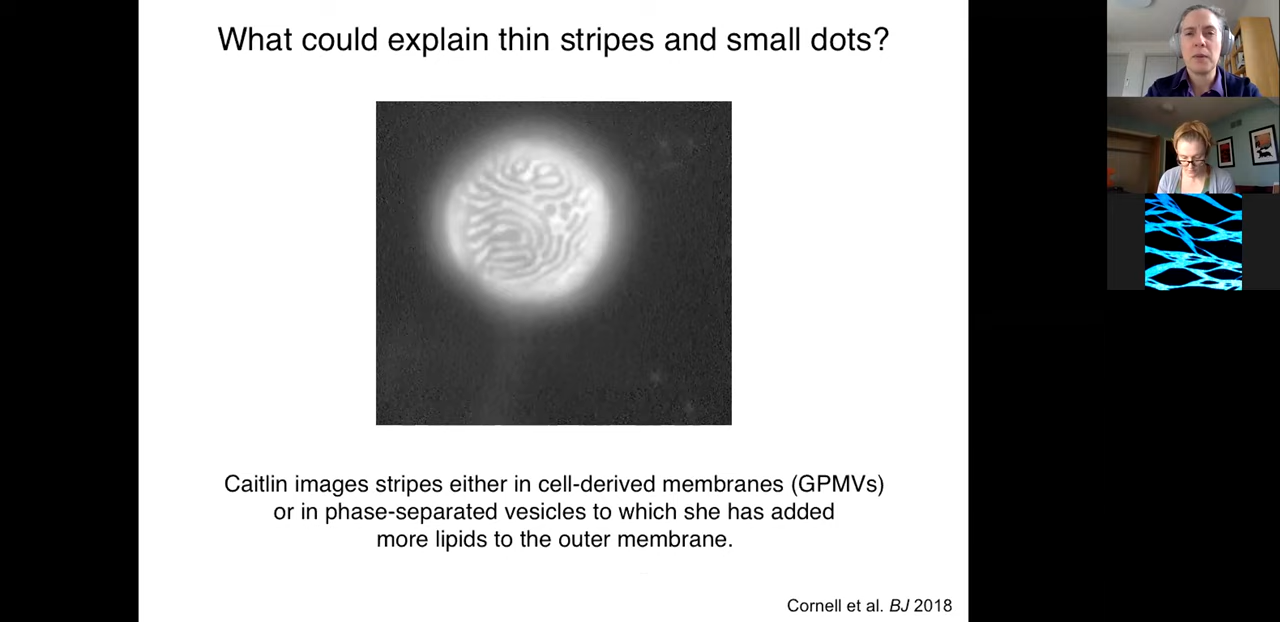 What could explain thin stripes and small dots?
Caitlin images stripes either in cell-derived membranes (GPMVs)
or in phase-separated vesicles to which she has added
more lipids to the outer membrane.
Cornell et al. BJ 2018